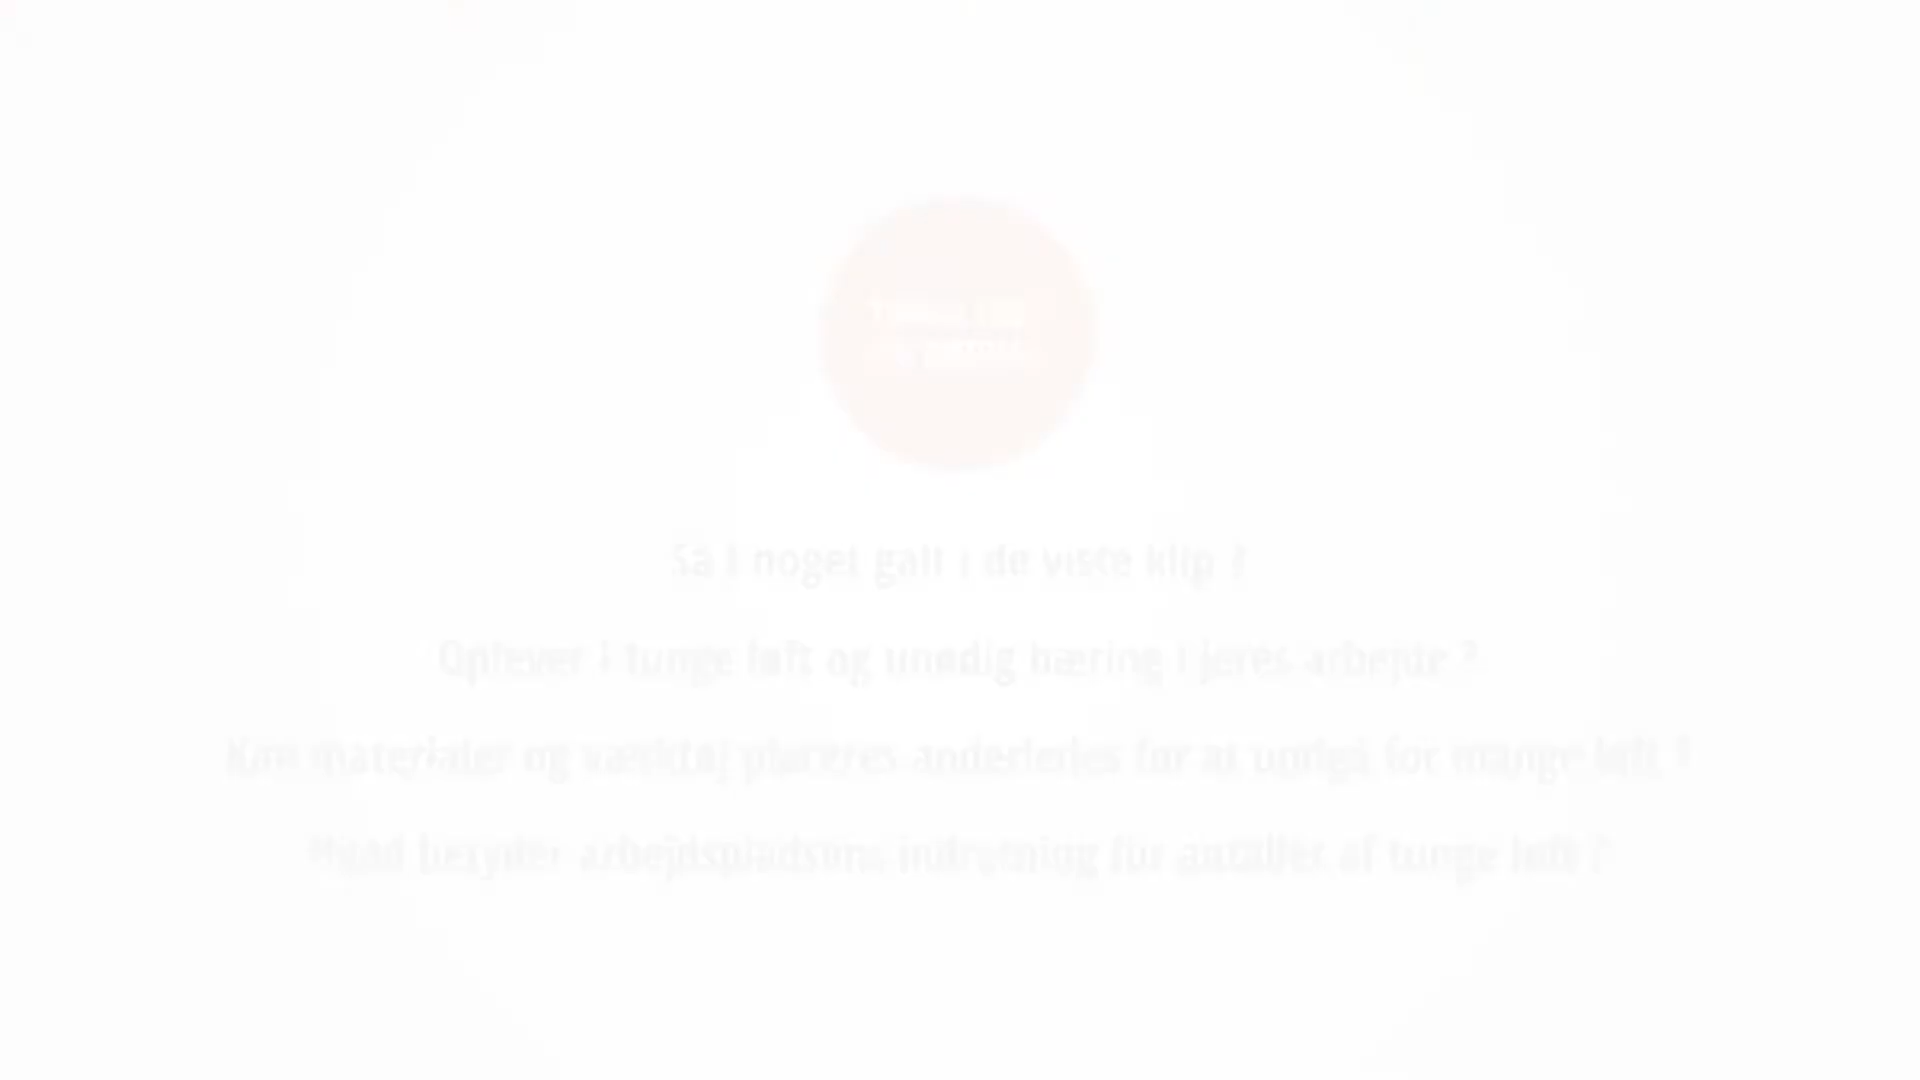 Så I noget galt i de viste klip ?
Oplever i tunge løft og unødig bæring i jeres arbejde ?
Kan materialer og værktøj placeres anderledes for at undgå for mange løft ?
Hvad betyder arbejdspladsens indretning for antallet af tunge løft ?